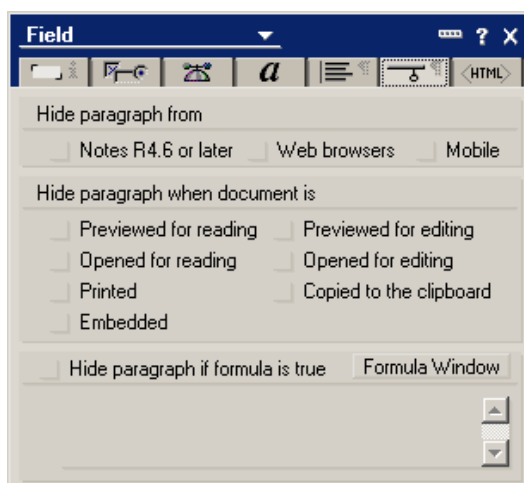 Field ? X
i a <HTML>
Hide paragraph from
Notes R4.6 or later Web browsers Mobile
Hide paragraph when document is
Previewed for reading Previewed for editing
Opened for reading Opened for editing
Printed Copied to the clipboard
Embedded
Hide paragraph if formula is true Formula Window